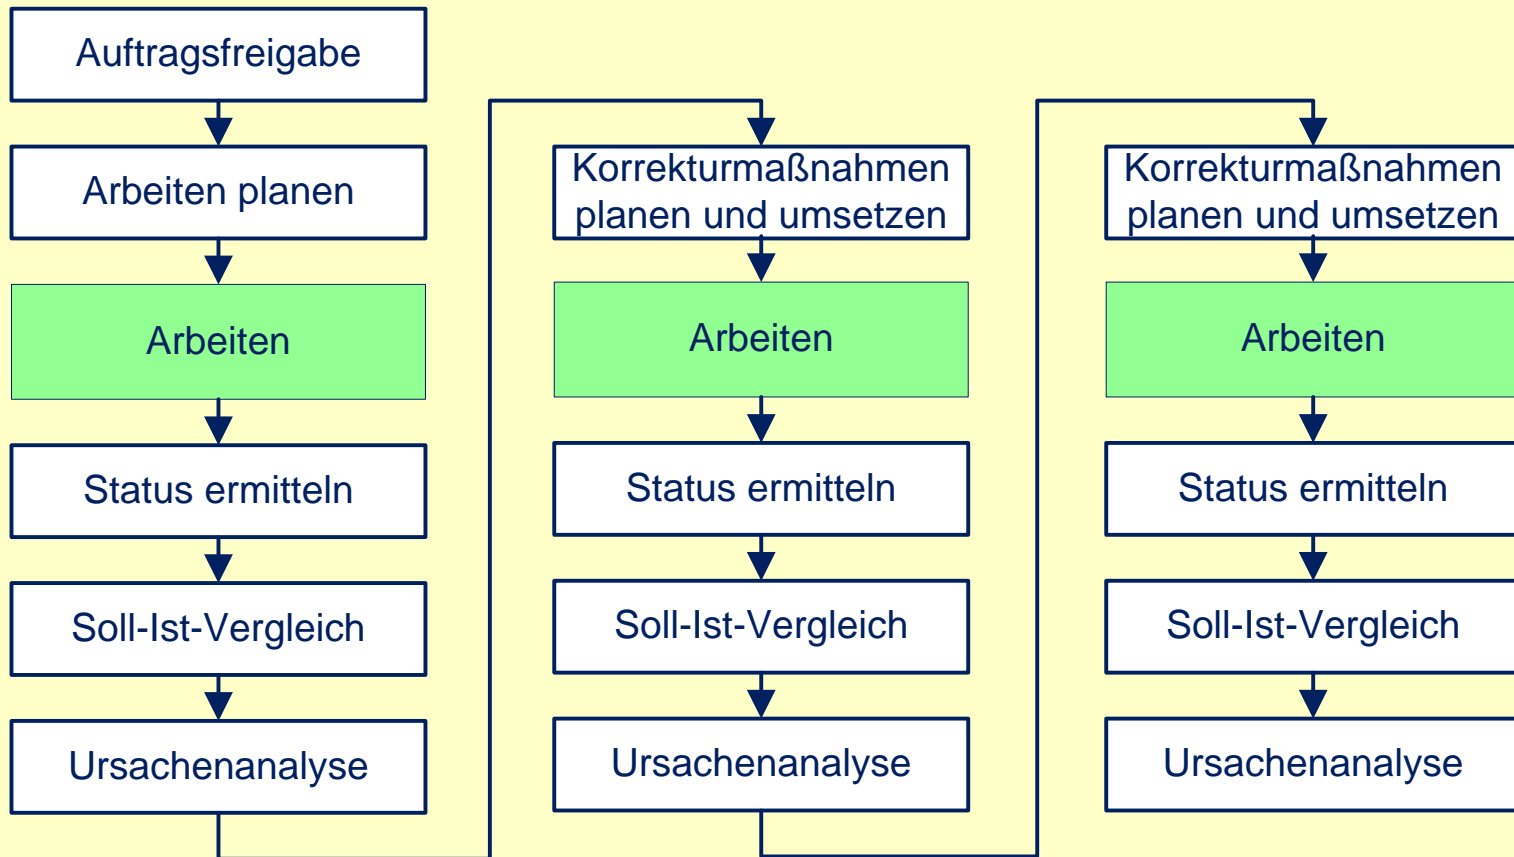 Auftragsfreigabe
Arbeiten planen
Arbeiten
Status ermitteln
Soll-Ist-Vergleich
Ursachenanalyse
Korrekturmaßnahmen
planen und umsetzen
Arbeiten
Status ermitteln
Soll-Ist-Vergleich
Ursachenanalyse
Korrekturmaßnahmen
planen und umsetzen
Arbeiten
Status ermitteln
Soll-Ist-Vergleich
Ursachenanalyse